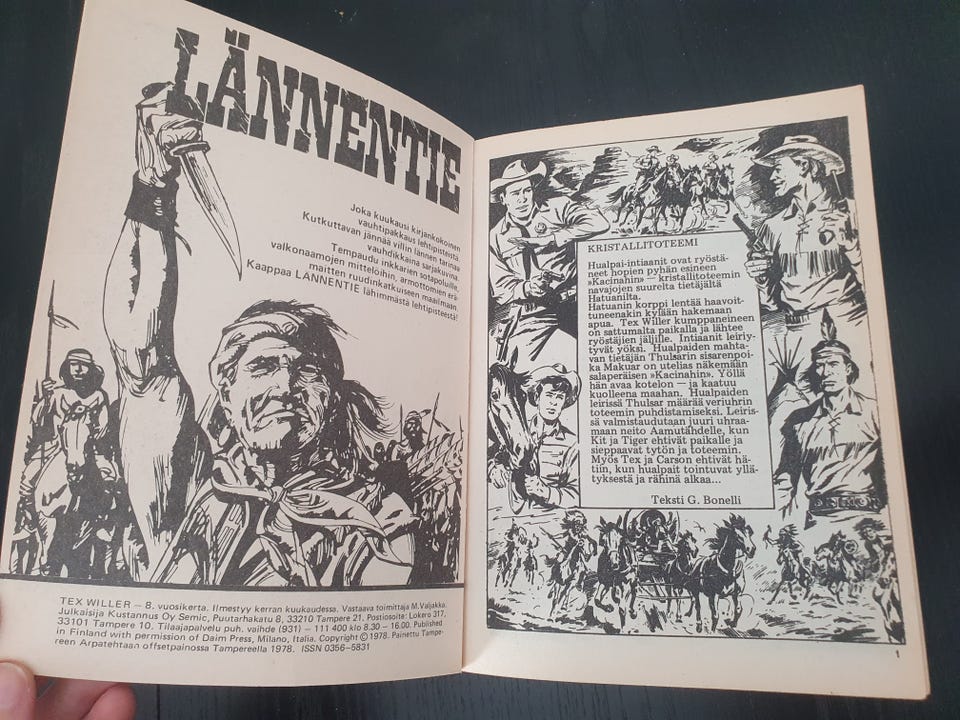 LÄNNENTIE
Joka kuukausi kirjankokoinen
vauhtipakkaus lehtipisteistä.
Kutkuttavan jännää villin lännen tarinaa
vauhdikkaina sarjakuvina.
Tempaudu inkkarien sotapoluille,
valkonaamojen mitteloihin, armottomien erä-
maitten ruudinkatkuiseen maailmaan.
Kaappaa LÄNNENTIE lähimmästä lehtipisteestä!
TEX WILLER — 8. vuosikerta. Ilmestyy kerran kuukaudessa. Vastaava toimittaja M. Valjakka.
Julkaisija Kustannus Oy Semic, Puutarhakatu 8, 33210 Tampere 21. Postiosoite: Lokero 317,
33101 Tampere 10, Tilaajapalvelu puh. vaihde (931) — 111 400 klo 8.30 — 16.00. Published
in Finland with permission of Daim Press, Milano, Italia. Copyright © 1978. Painettu Tampe-
reen Arpatehtaan offsetpainossa Tampereella 1978. ISSN 0356-5831
KRISTALLITOTEEMI
Hualpai-intiaanit ovat ryöstä-
neet hopien pyhän esineen
»Kacinahin» — kristallitoteemin
navajojen suurelta tietäjältä
Hatuanilta.
Hatuanin korppi lentää haavoit-
tuneenakin kylään hakemaan
apua. Tex Willer kumppaneineen
on sattumalta paikalla ja lähtee
ryöstäjien jäljille. Intiaanit leiriy-
tyvät yöksi. Hualpaiden mahta-
van tietäjän Thulsarin sisarenpoi-
ka Makuar on utelias näkemään
salaperäisen »Kacinahin». Yöllä
hän avaa kotelon — ja kaatuu
kuolleena maahan. Hualpaiden
leirissä Thulsar määrää veriuhrin
toteemin puhdistamiseksi. Leiris-
sä valmistaudutaan juuri uhraa-
maan neito Aamutähdelle, kun
Kit ja Tiger ehtivät paikalle ja
sieppaavat tytön ja toteemin.
Myös Tex ja Carson ehtivät hä-
tiin, kun hualpait tointuvat yllä-
tyksestä ja rähinä alkaa...
Teksti G. Bonelli
1